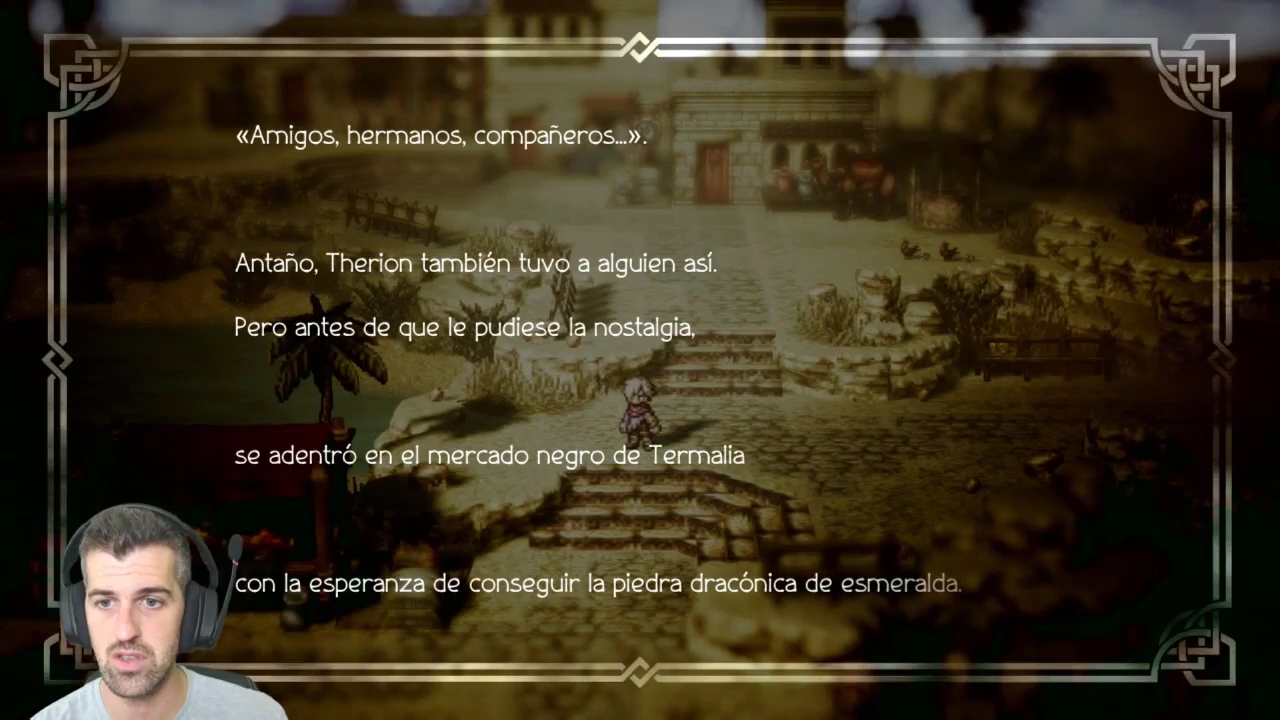 «Amigos, hermanos, compañeros...».
Antaño, Therion también tuvo a alguien así.
Pero antes de que le pudiese la nostalgia,
se adentró en el mercado negro de Termalia
con la esperanza de conseguir la piedra dracónica de esmeralda.